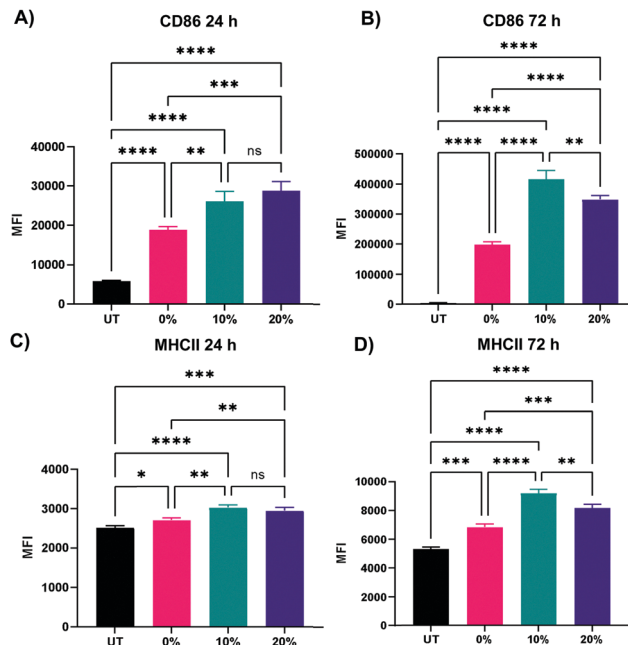 A)
CD86 24 h
****
***
****
**** ** ns
40000
30000
20000
10000
0
MFI
UT 0% 10% 20%
B)
CD86 72 h
****
****
****
**** **** **
500000
400000
300000
200000
100000
0
MFI
UT 0% 10% 20%
C)
MHCII 24 h
***
**
****
* ** ns
4000
3000
2000
1000
0
MFI
UT 0% 10% 20%
D)
MHCII 72 h
****
***
****
*** **** **
10000
8000
6000
4000
2000
0
MFI
UT 0% 10% 20%